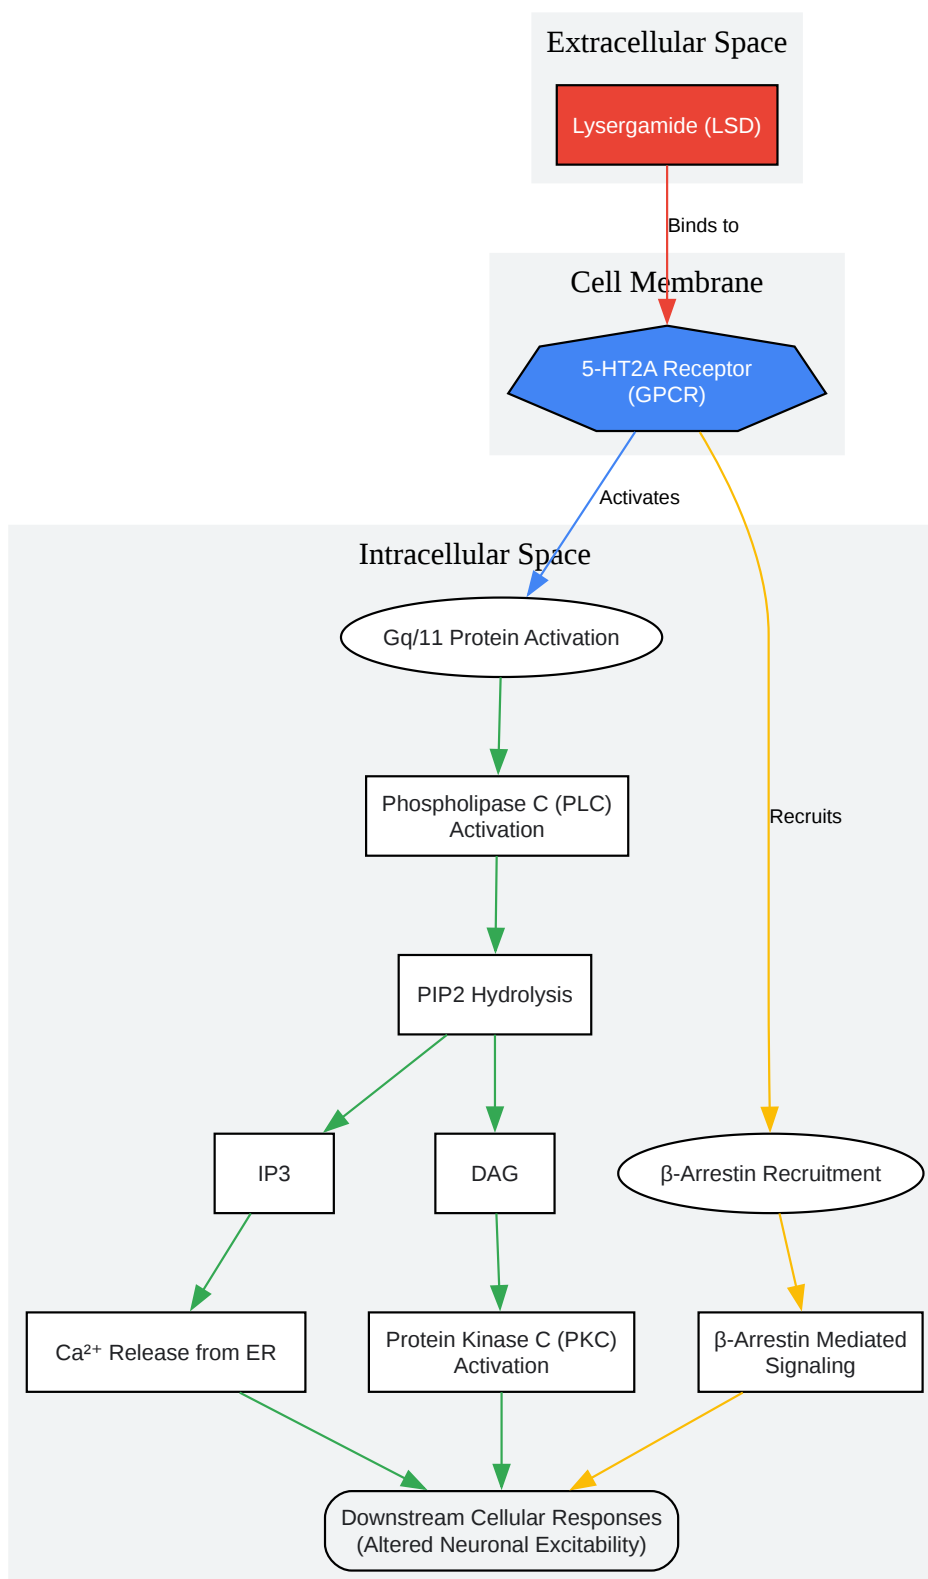 Extracellular Space
Lysergamide (LSD)
Binds to
Cell Membrane
5-HT2A Receptor
(GPCR)
Activates
Intracellular Space
Gq/11 Protein Activation
Phospholipase C (PLC)
Activation
Recruits
PIP2 Hydrolysis
IP3
DAG
β-Arrestin Recruitment
Ca²⁺ Release from ER
Protein Kinase C (PKC)
Activation
β-Arrestin Mediated
Signaling
Downstream Cellular Responses
(Altered Neuronal Excitability)